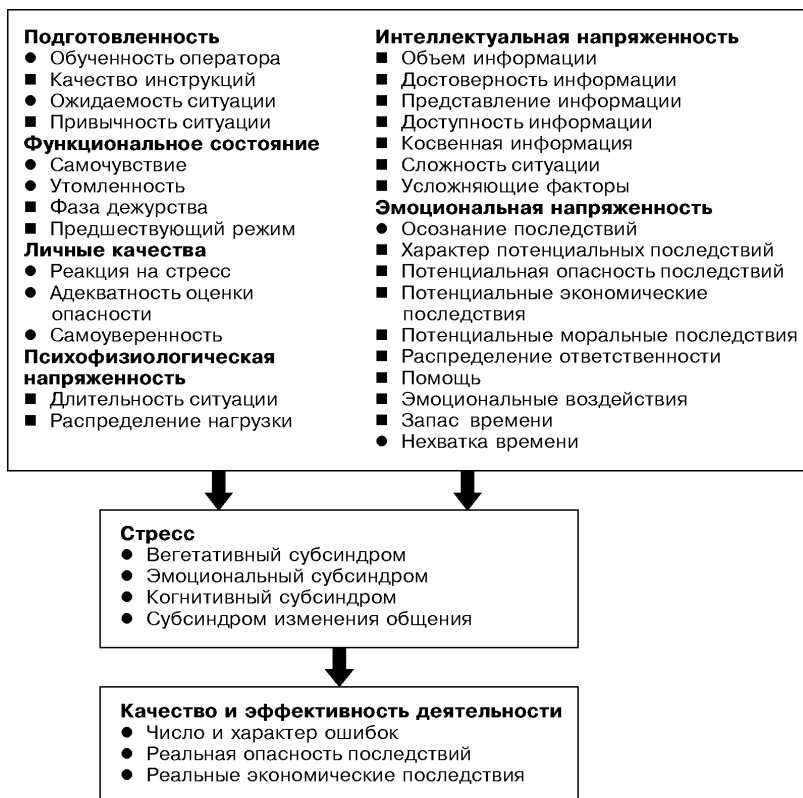 Подготовленность
● Обученность оператора
■ Качество инструкций
● Ожидаемость ситуации
■ Привычность ситуации
Функциональное состояние
● Самочувствие
● Утомленность
■ Фаза дежурства
■ Предшествующий режим
Личные качества
● Реакция на стресс
● Адекватность оценки
опасности
● Самоуверенность
Психофизиологическая
напряженность
■ Длительность ситуации
■ Распределение нагрузки
Интеллектуальная напряженность
■ Объем информации
■ Достоверность информации
■ Представление информации
■ Доступность информации
■ Косвенная информация
■ Сложность ситуации
■ Усложняющие факторы
Эмоциональная напряженность
● Осознание последствий
■ Характер потенциальных последствий
■ Потенциальная опасность последствий
■ Потенциальные экономические
последствия
■ Потенциальные моральные последствия
■ Распределение ответственности
■ Помощь
■ Эмоциональные воздействия
■ Запас времени
● Нехватка времени
Стресс
● Вегетативный субсиндром
● Эмоциональный субсиндром
● Когнитивный субсиндром
● Субсиндром изменения общения
Качество и эффективность деятельности
● Число и характер ошибок
● Реальная опасность последствий
● Реальные экономические последствия